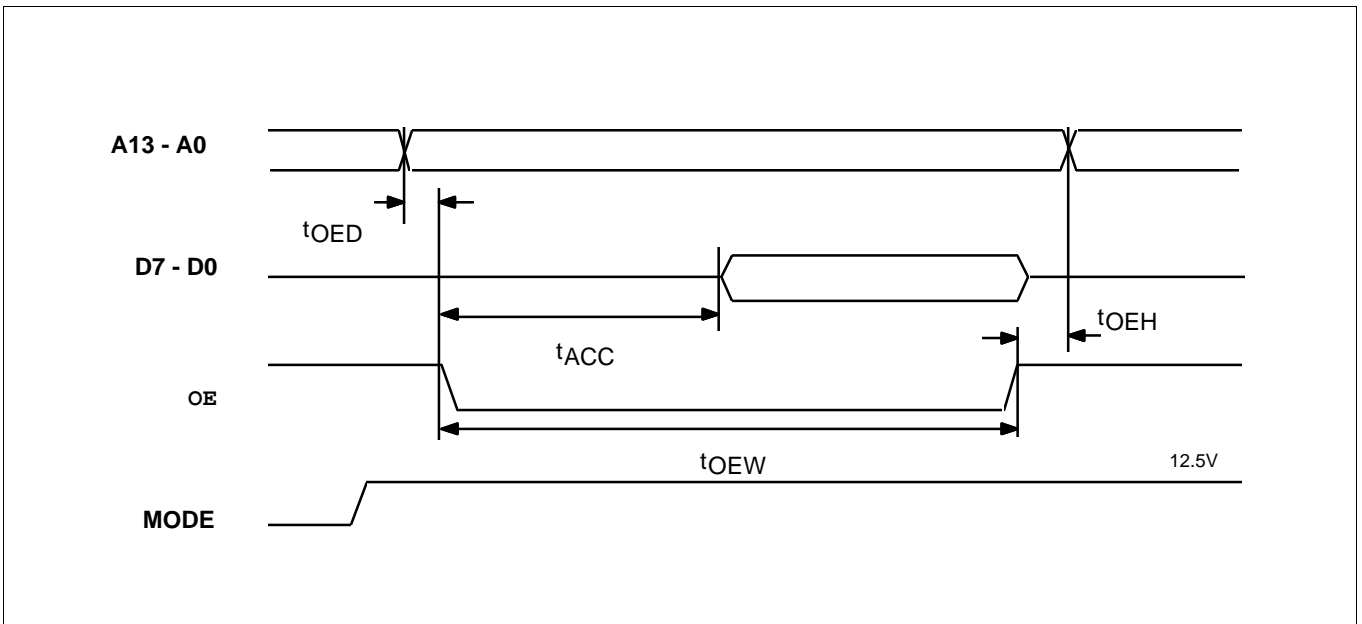 A13 - A0
tOED
D7 - D0
tOEH
tACC
OE
tOEW
12.5V
MODE